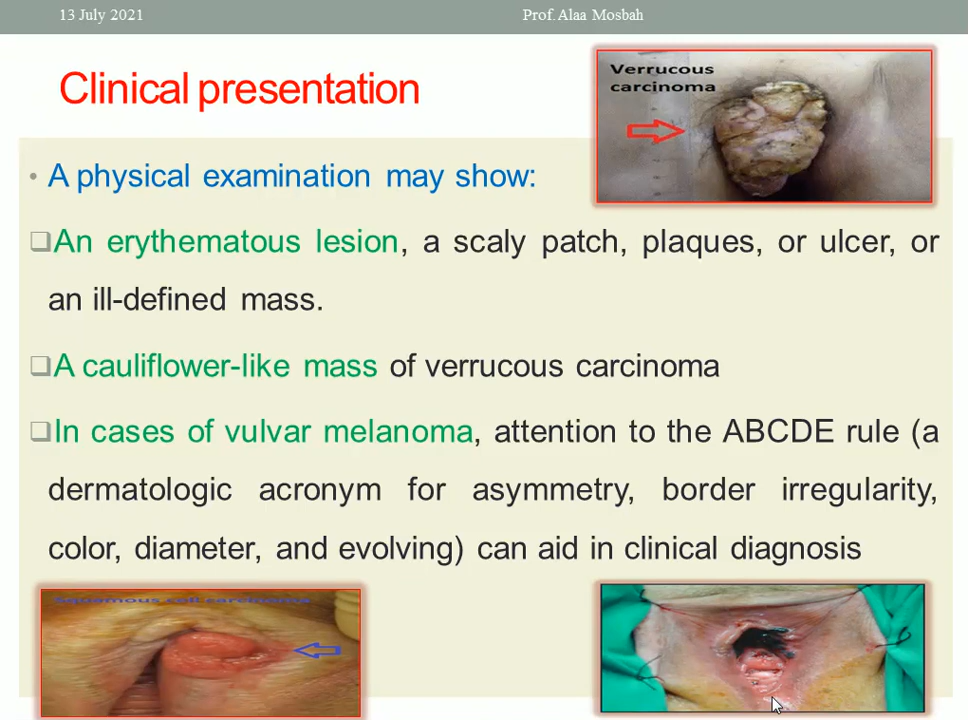 13 July 2021
Prof. Alaa Mosbah
Clinical presentation
Verrucous
carcinoma
• A physical examination may show:
❑An erythematous lesion, a scaly patch, plaques, or ulcer, or
an ill-defined mass.
❑A cauliflower-like mass of verrucous carcinoma
❑In cases of vulvar melanoma, attention to the ABCDE rule (a
dermatologic acronym for asymmetry, border irregularity,
color, diameter, and evolving) can aid in clinical diagnosis
Squamous cell carcinoma